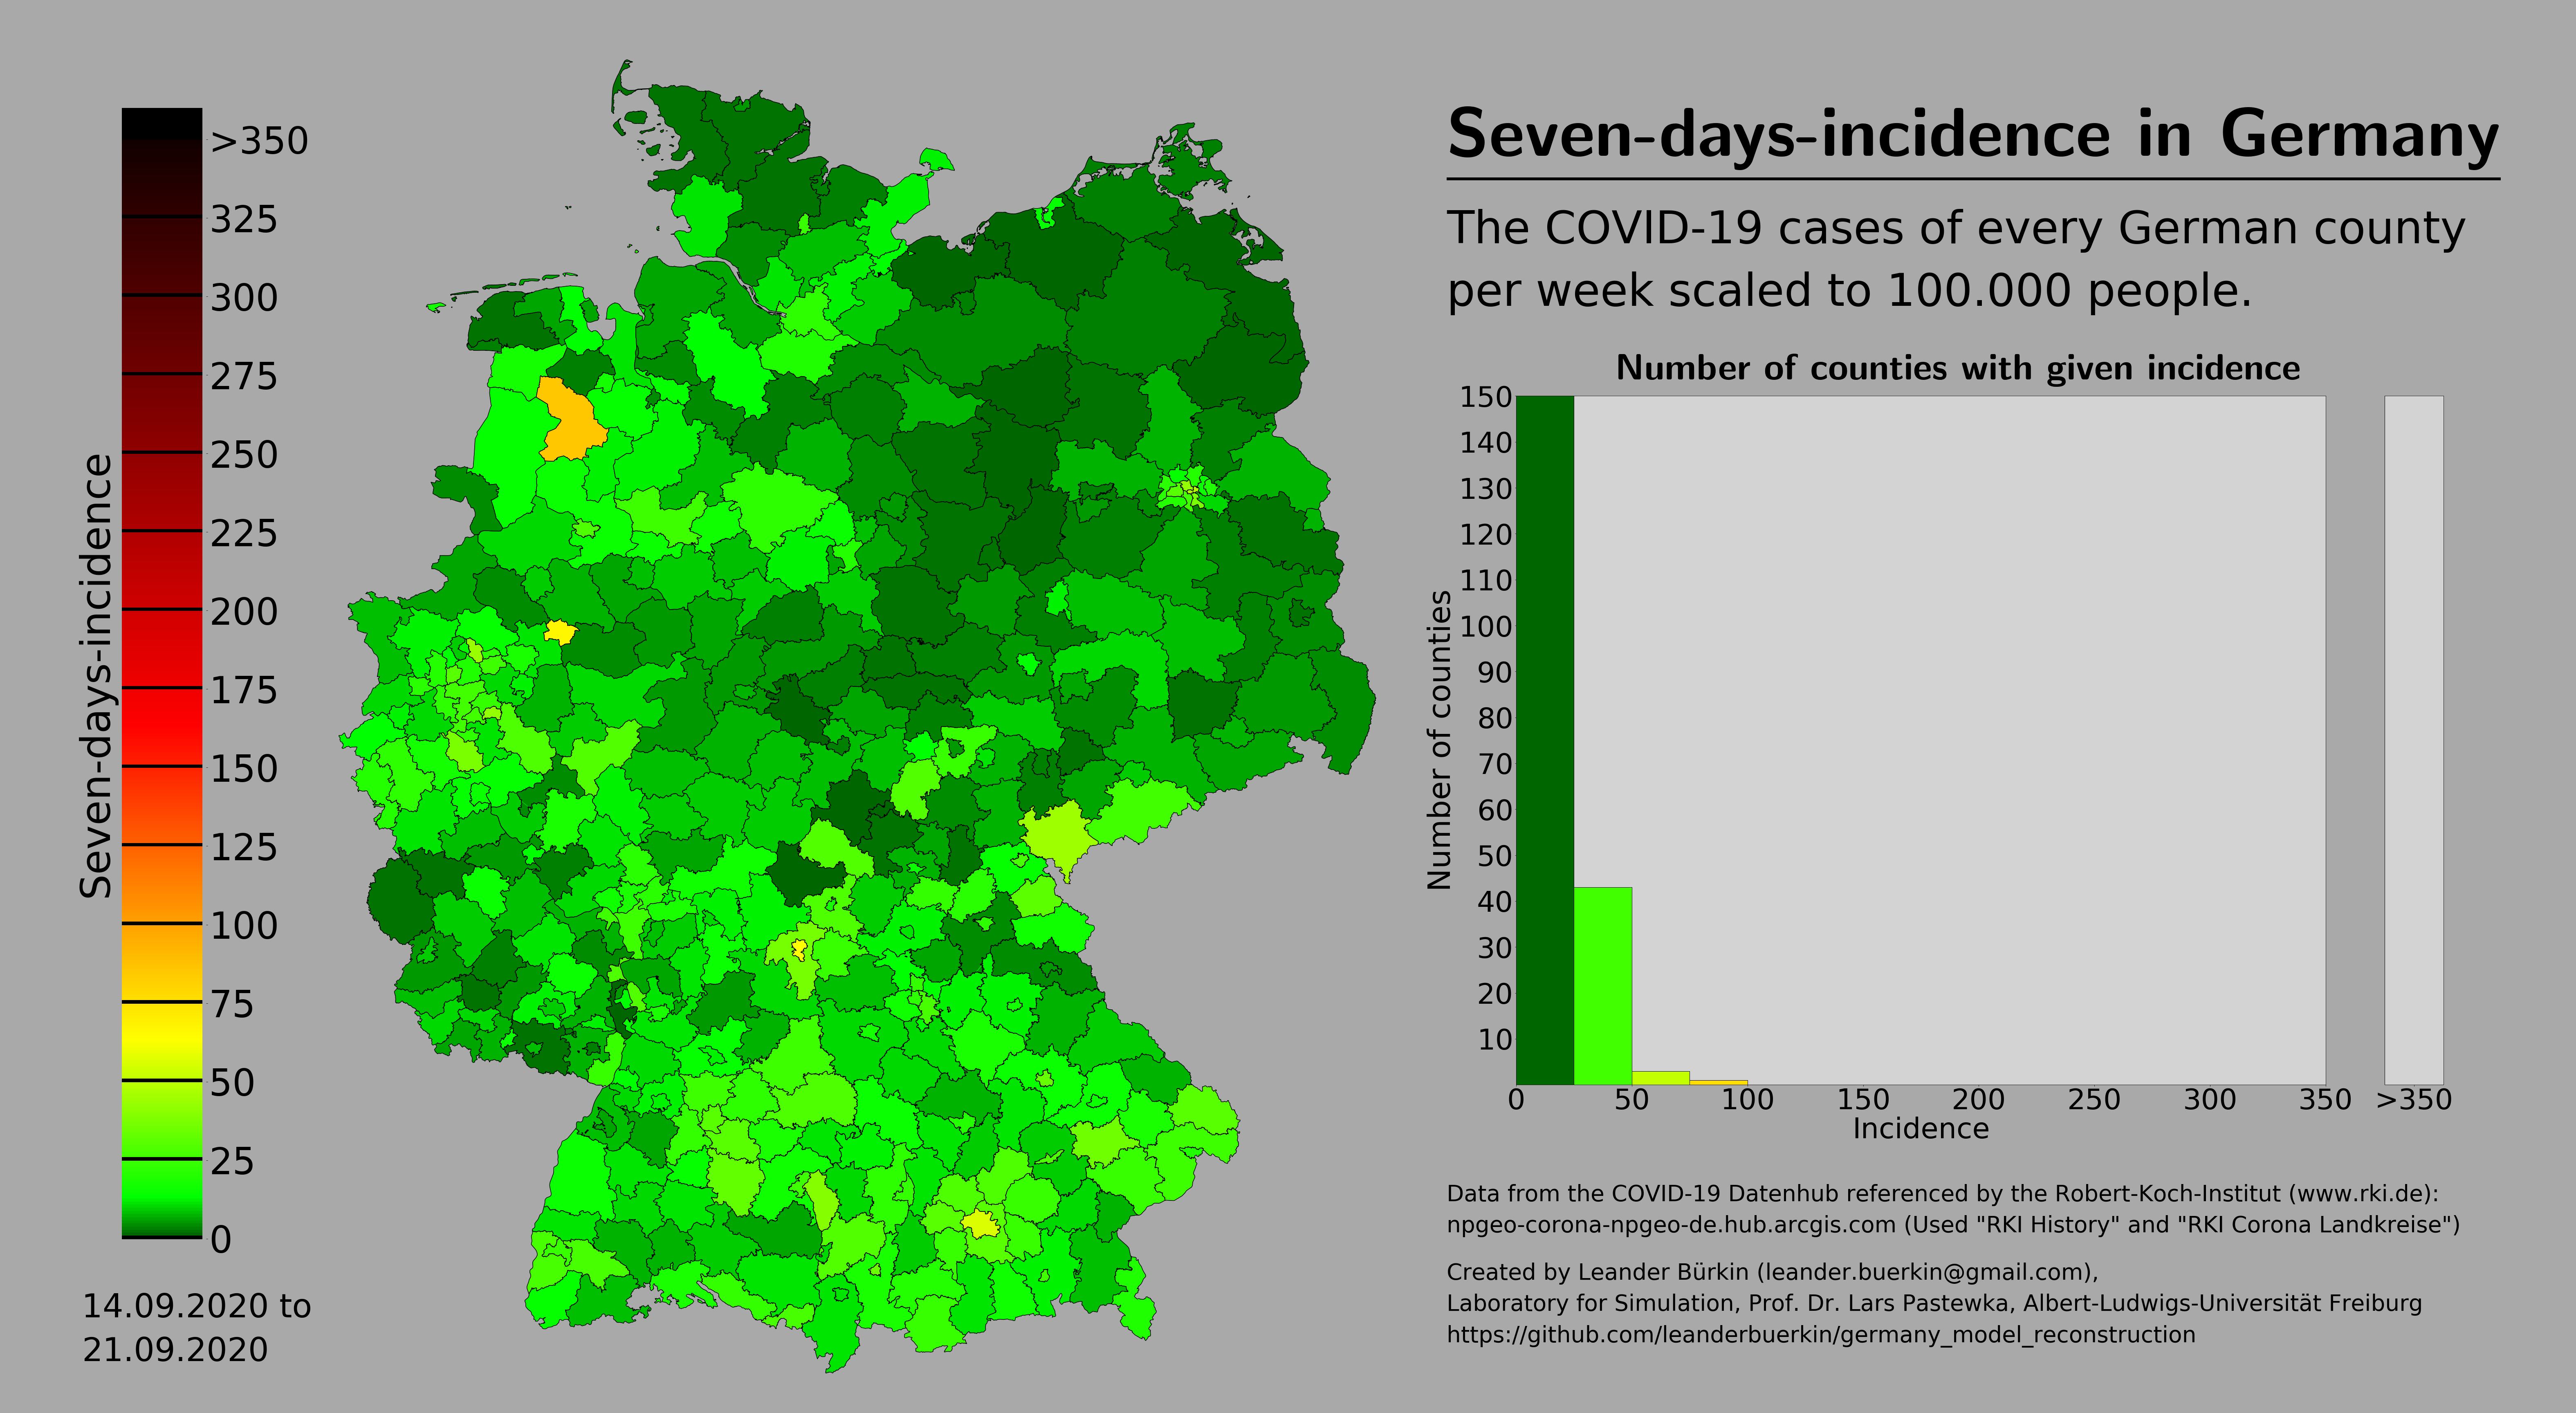 Seven-days-incidence in Germany
The COVID-19 cases of every German county
per week scaled to 100.000 people.
Seven-days-incidence
>350
325
300
275
250
225
200
175
150
125
100
75
50
25
0
14.09.2020 to
21.09.2020
Number of counties with given incidence
Number of counties
150
140
130
120
110
100
90
80
70
60
50
40
30
20
10
0 50 100 150 200 250 300 350 >350
Incidence
Data from the COVID-19 Datenhub referenced by the Robert-Koch-Institut (www.rki.de):
npgeo-corona-npgeo-de.hub.arcgis.com (Used "RKI History" and "RKI Corona Landkreise")
Created by Leander Bürkin (leander.buerkin@gmail.com),
Laboratory for Simulation, Prof. Dr. Lars Pastewka, Albert-Ludwigs-Universität Freiburg
https://github.com/leanderbuerkin/germany_model_reconstruction